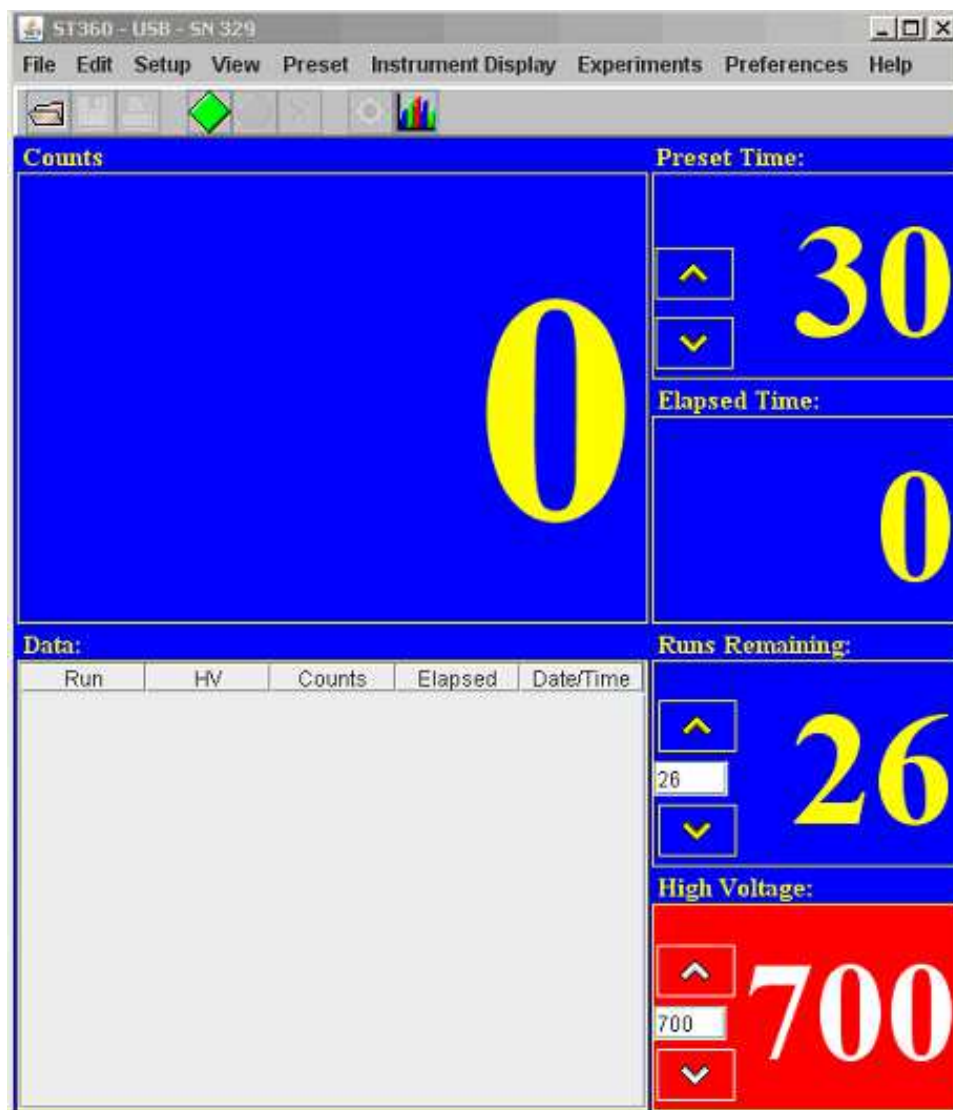 ST360 - USB - SN 329
File Edit Setup View Preset Instrument Display Experiments Preferences Help
Counts
0
Preset Time:
30
Elapsed Time:
0
Data:
Run HV Counts Elapsed Date/Time
Runs Remaining:
26
26
High Voltage:
700
700